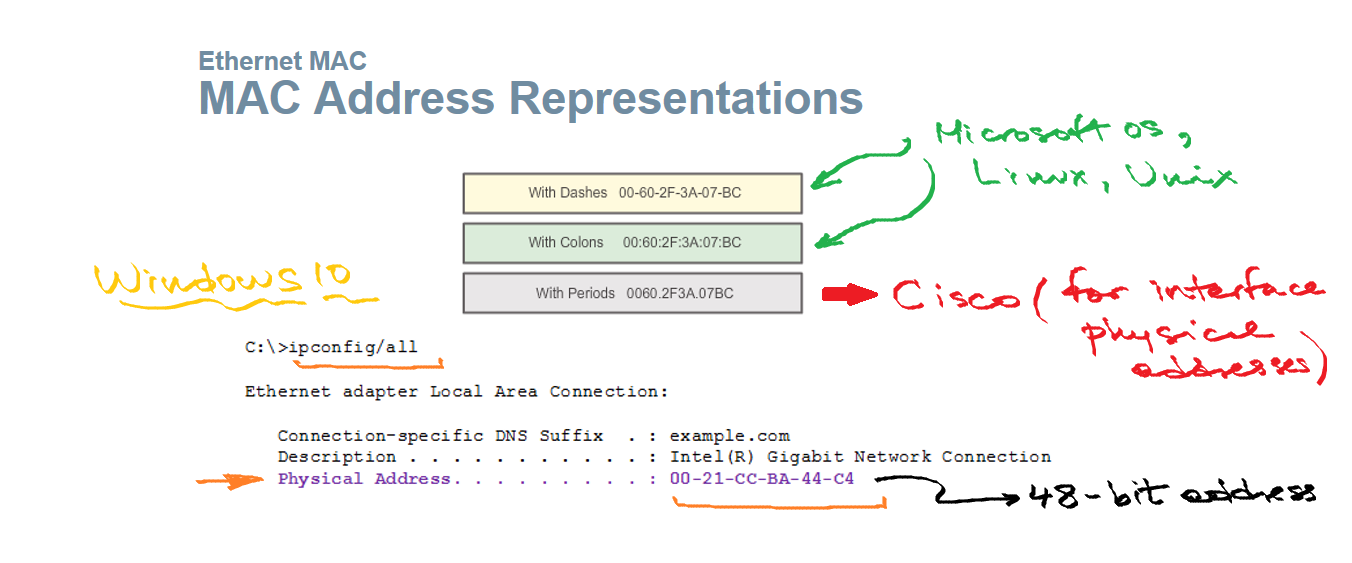 Ethernet MAC
MAC Address Representations
Microsoft OS,
Linux, Unix
With Dashes 00-60-2F-3A-07-BC
With Colons 00:60:2F:3A:07:BC
With Periods 0060.2F3A.07BC
Cisco (for interface
physical
addresses)
Windows 10
C:\>ipconfig/all
Ethernet adapter Local Area Connection:
Connection-specific DNS Suffix . : example.com
Description . . . . . . . . . . . : Intel(R) Gigabit Network Connection
Physical Address. . . . . . . . . : 00-21-CC-BA-44-C4
48-bit address